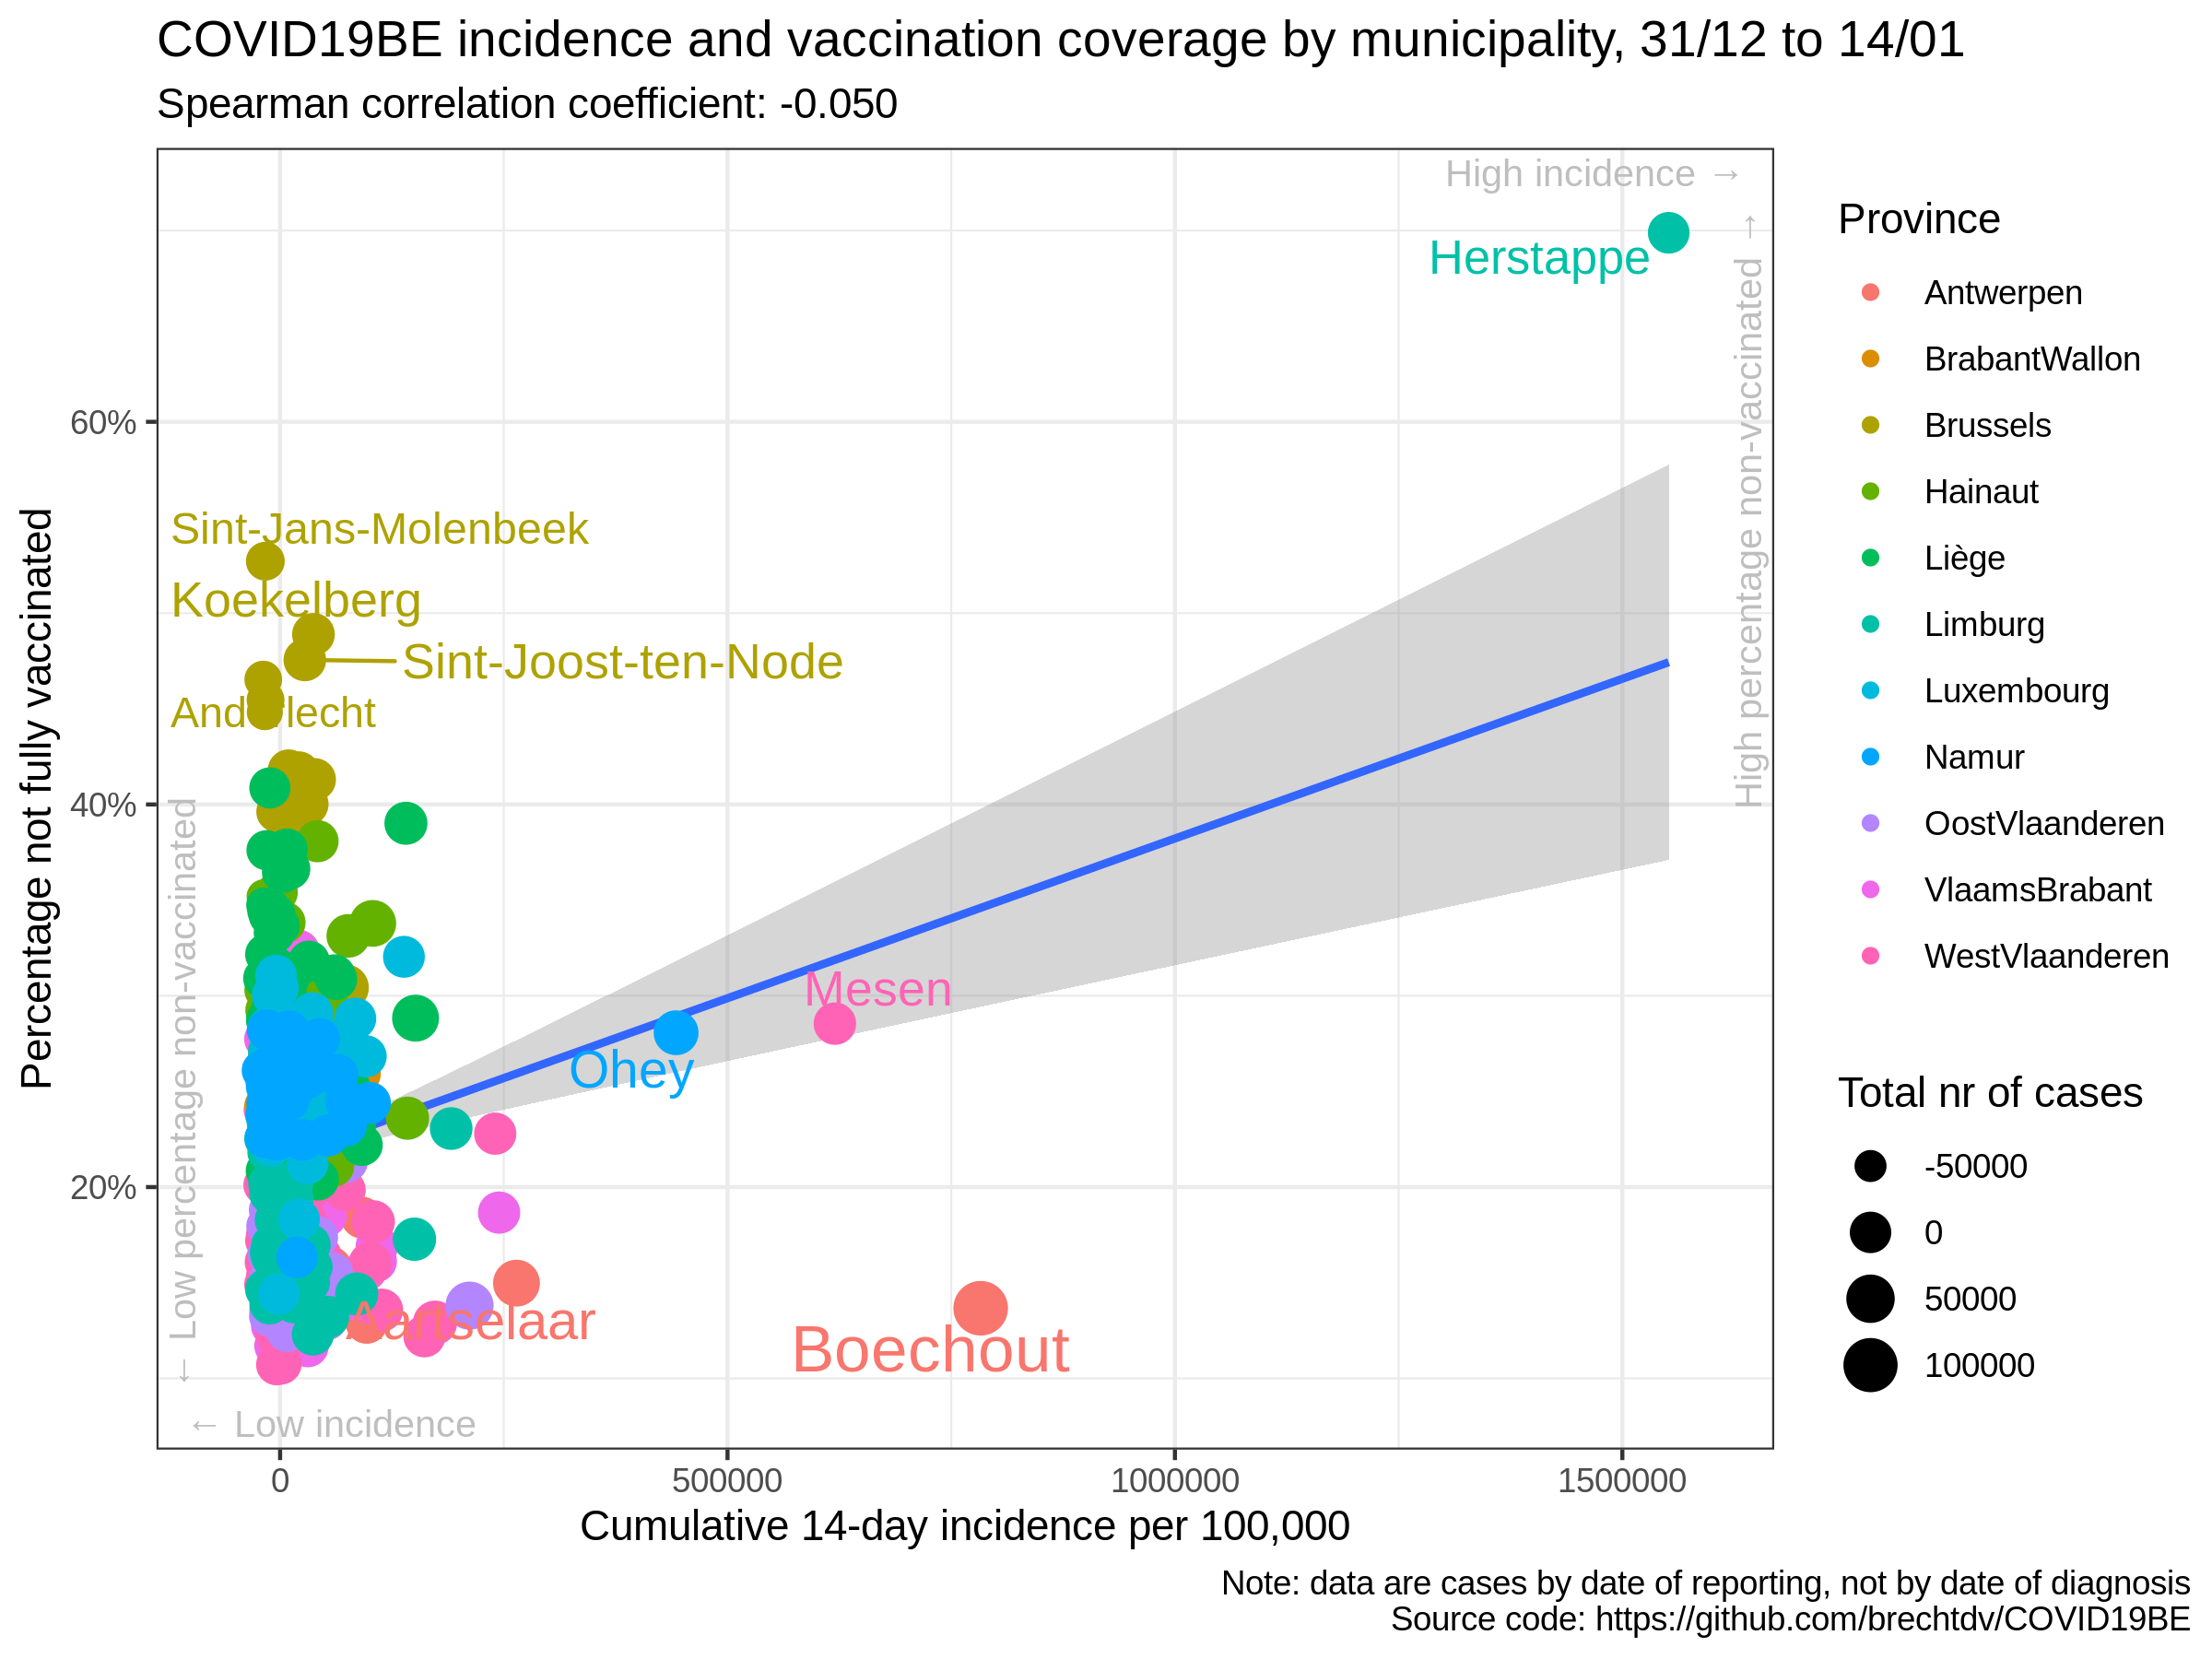 COVID19BE incidence and vaccination coverage by municipality, 31/12 to 14/01
Spearman correlation coefficient: -0.050
High incidence →
High percentage non-vaccinated →
Herstappe
Sint-Jans-Molenbeek
Koekelberg
Sint-Joost-ten-Node
Mesen
Ohey
Aartselaar
Boechout
← Low percentage non-vaccinated
← Low incidence
Percentage not fully vaccinated
60%
40%
20%
0
500000
1000000
1500000
Cumulative 14-day incidence per 100,000
Province
Antwerpen
BrabantWallon
Brussels
Hainaut
Liège
Limburg
Luxembourg
Namur
OostVlaanderen
VlaamsBrabant
WestVlaanderen
Total nr of cases
-50000
0
50000
100000
Note: data are cases by date of reporting, not by date of diagnosis
Source code: https://github.com/brechtdv/COVID19BE